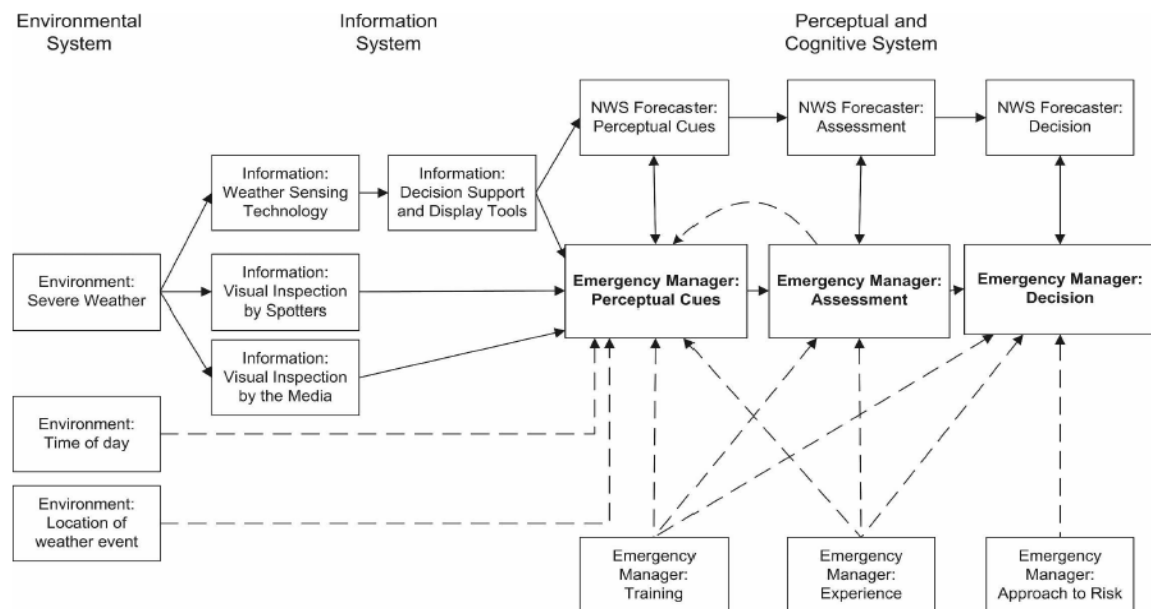 Environmental
System
Information
System
Perceptual and
Cognitive System
NWS Forecaster:
Perceptual Cues
NWS Forecaster:
Assessment
NWS Forecaster:
Decision
Information:
Weather Sensing
Technology
Information:
Decision Support
and Display Tools
Environment:
Severe Weather
Information:
Visual Inspection
by Spotters
Emergency Manager:
Perceptual Cues
Emergency Manager:
Assessment
Emergency Manager:
Decision
Information:
Visual Inspection
by the Media
Environment:
Time of day
Environment:
Location of
weather event
Emergency
Manager:
Training
Emergency
Manager:
Experience
Emergency
Manager:
Approach to Risk